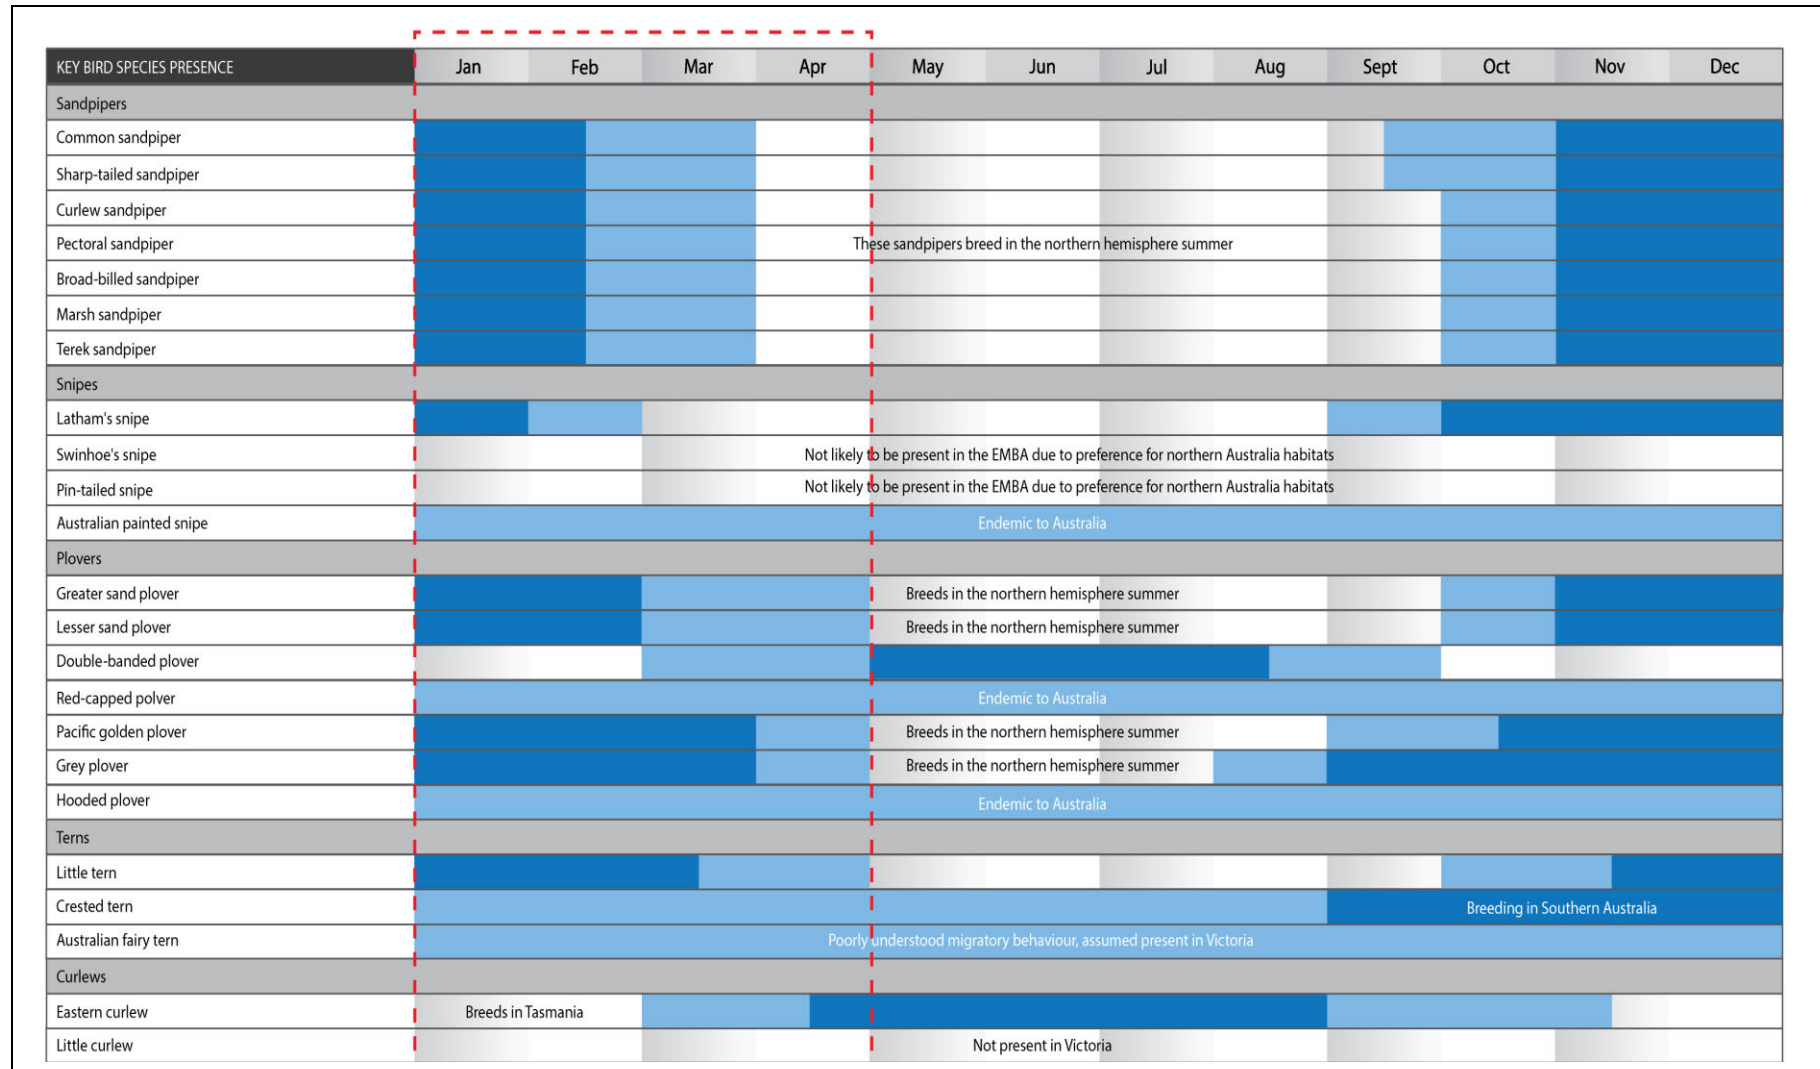 KEY BIRD SPECIES PRESENCE Jan Feb Mar Apr May Jun Jul Aug Sept Oct Nov Dec
Sandpipers
Common sandpiper
Sharp-tailed sandpiper
Curlew sandpiper
Pectoral sandpiper These sandpipers breed in the northern hemisphere summer
Broad-billed sandpiper
Marsh sandpiper
Terek sandpiper
Snipes
Latham's snipe
Swinhoe's snipe Not likely to be present in the EMBA due to preference for northern Australia habitats
Pin-tailed snipe Not likely to be present in the EMBA due to preference for northern Australia habitats
Australian painted snipe Endemic to Australia
Plovers
Greater sand plover Breeds in the northern hemisphere summer
Lesser sand plover Breeds in the northern hemisphere summer
Double-banded plover
Red-capped polver Endemic to Australia
Pacific golden plover Breeds in the northern hemisphere summer
Grey plover Breeds in the northern hemisphere summer
Hooded plover Endemic to Australia
Terns
Little tern
Crested tern Breeding in Southern Australia
Australian fairy tern Poorly understood migratory behaviour, assumed present in Victoria
Curlews
Eastern curlew Breeds in Tasmania
Little curlew Not present in Victoria